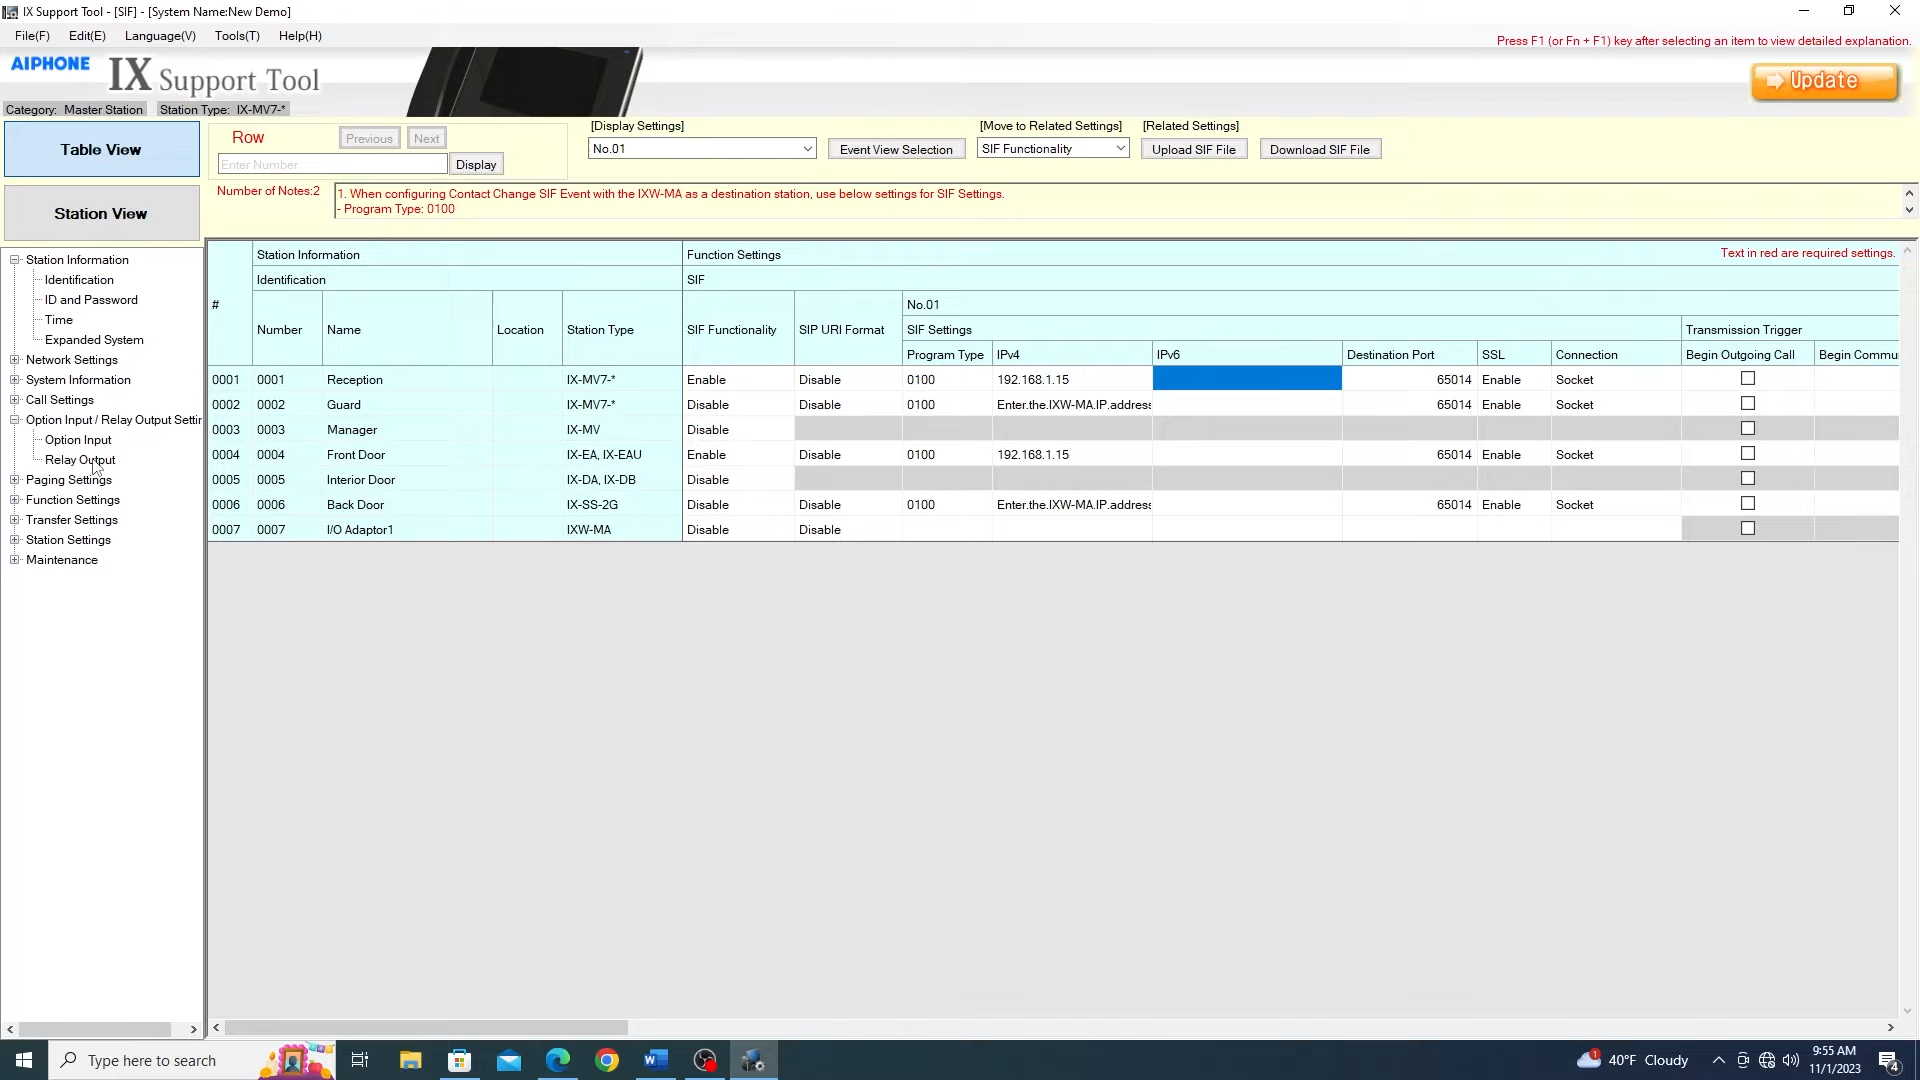 IX Support Tool - [SIF] - [System Name:New Demo]
File(F) Edit(E) Language(V) Tools(T) Help(H)
Press F1 (or Fn + F1) key after selecting an item to view detailed explanation.
AIPHONE IX Support Tool
Update
Category: Master Station Station Type: IX-MV7-*
Table View
Station View
Row Previous Next
Enter Number Display
[Display Settings] [Move to Related Settings] [Related Settings]
No.01 Event View Selection SIF Functionality Upload SIF File Download SIF File
Number of Notes:2
1. When configuring Contact Change SIF Event with the IXW-MA as a destination station, use below settings for SIF Settings.
- Program Type: 0100
Station Information
Identification
ID and Password
Time
Expanded System
Network Settings
System Information
Call Settings
Option Input / Relay Output Settin
Option Input
Relay Output
Paging Settings
Function Settings
Transfer Settings
Station Settings
Maintenance
Station Information Function Settings Text in red are required settings.
Identification SIF
# No.01
Number Name Location Station Type SIF Functionality SIP URI Format SIF Settings Transmission Trigger
Program Type IPv4 IPv6 Destination Port SSL Connection Begin Outgoing Call Begin Commu
0001 0001 Reception IX-MV7-* Enable Disable 0100 192.168.1.15 65014 Enable Socket
0002 0002 Guard IX-MV7-* Disable Disable 0100 Enter.the.IXW-MA.IP.address 65014 Enable Socket
0003 0003 Manager IX-MV Disable
0004 0004 Front Door IX-EA, IX-EAU Enable Disable 0100 192.168.1.15 65014 Enable Socket
0005 0005 Interior Door IX-DA, IX-DB Disable
0006 0006 Back Door IX-SS-2G Disable Disable 0100 Enter.the.IXW-MA.IP.address 65014 Enable Socket
0007 0007 I/O Adaptor1 IXW-MA Disable Disable
Type here to search
1 40°F Cloudy
9:55 AM
11/1/2023
4